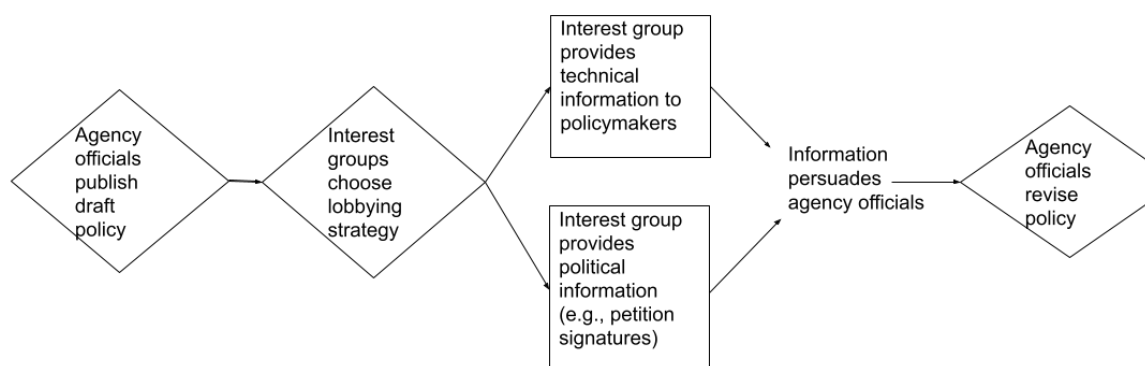 Agency
officials
publish
draft
policy
Interest
groups
choose
lobbying
strategy
Interest group
provides
technical
information to
policymakers
Interest group
provides
political
information
(e.g., petition
signatures)
Information
persuades
agency officials
Agency
officials
revise
policy